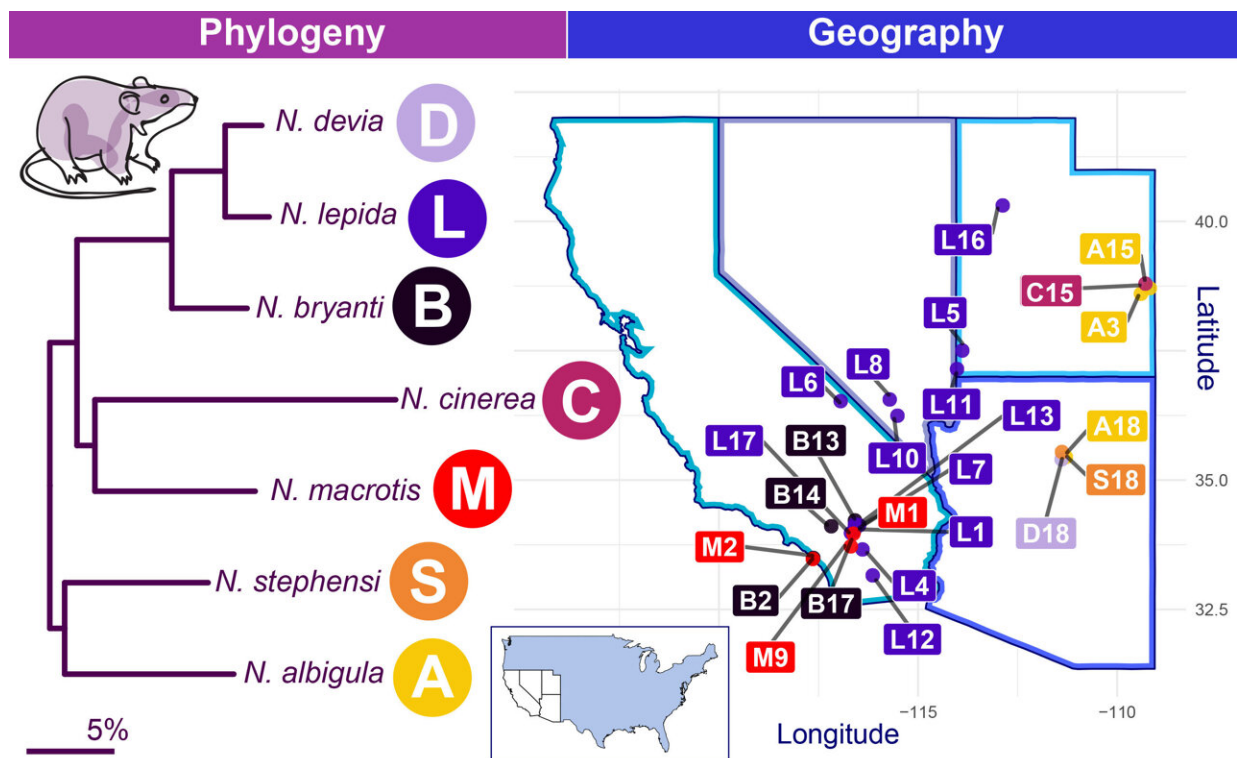 Phylogeny
Geography
N. devia D
N. lepida L
N. bryanti B
N. cinerea C
N. macrotis M
N. stephensi S
N. albigula A
5%
L16
A15
C15
A3
L5
L8
L6
L11
L13
L17
B13
L10
A18
L7
S18
B14
M1
D18
L1
M2
B2
B17
L4
L12
M9
40.0
35.0
32.5
Latitude
−115
−110
Longitude